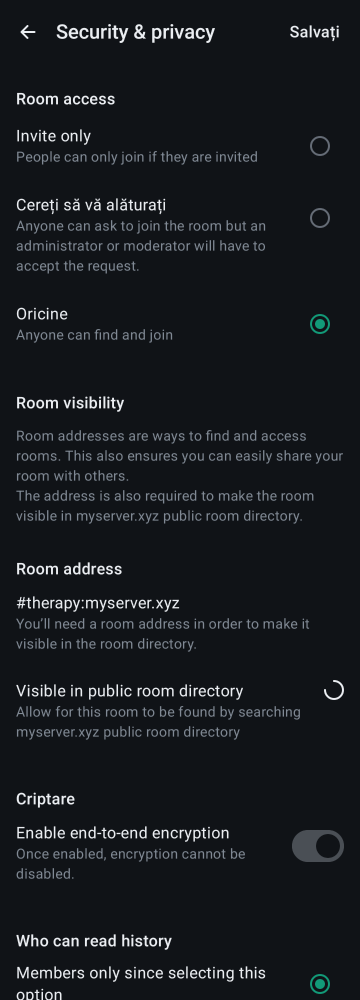 Security & privacy
Salvați
Room access
Invite only
People can only join if they are invited
Cereți să vă alăturați
Anyone can ask to join the room but an
administrator or moderator will have to
accept the request.
Oricine
Anyone can find and join
Room visibility
Room addresses are ways to find and access
rooms. This also ensures you can easily share your
room with others.
The address is also required to make the room
visible in myserver.xyz public room directory.
Room address
#therapy:myserver.xyz
You’ll need a room address in order to make it
visible in the room directory.
Visible in public room directory
Allow for this room to be found by searching
myserver.xyz public room directory
Criptare
Enable end-to-end encryption
Once enabled, encryption cannot be
disabled.
Who can read history
Members only since selecting this
option